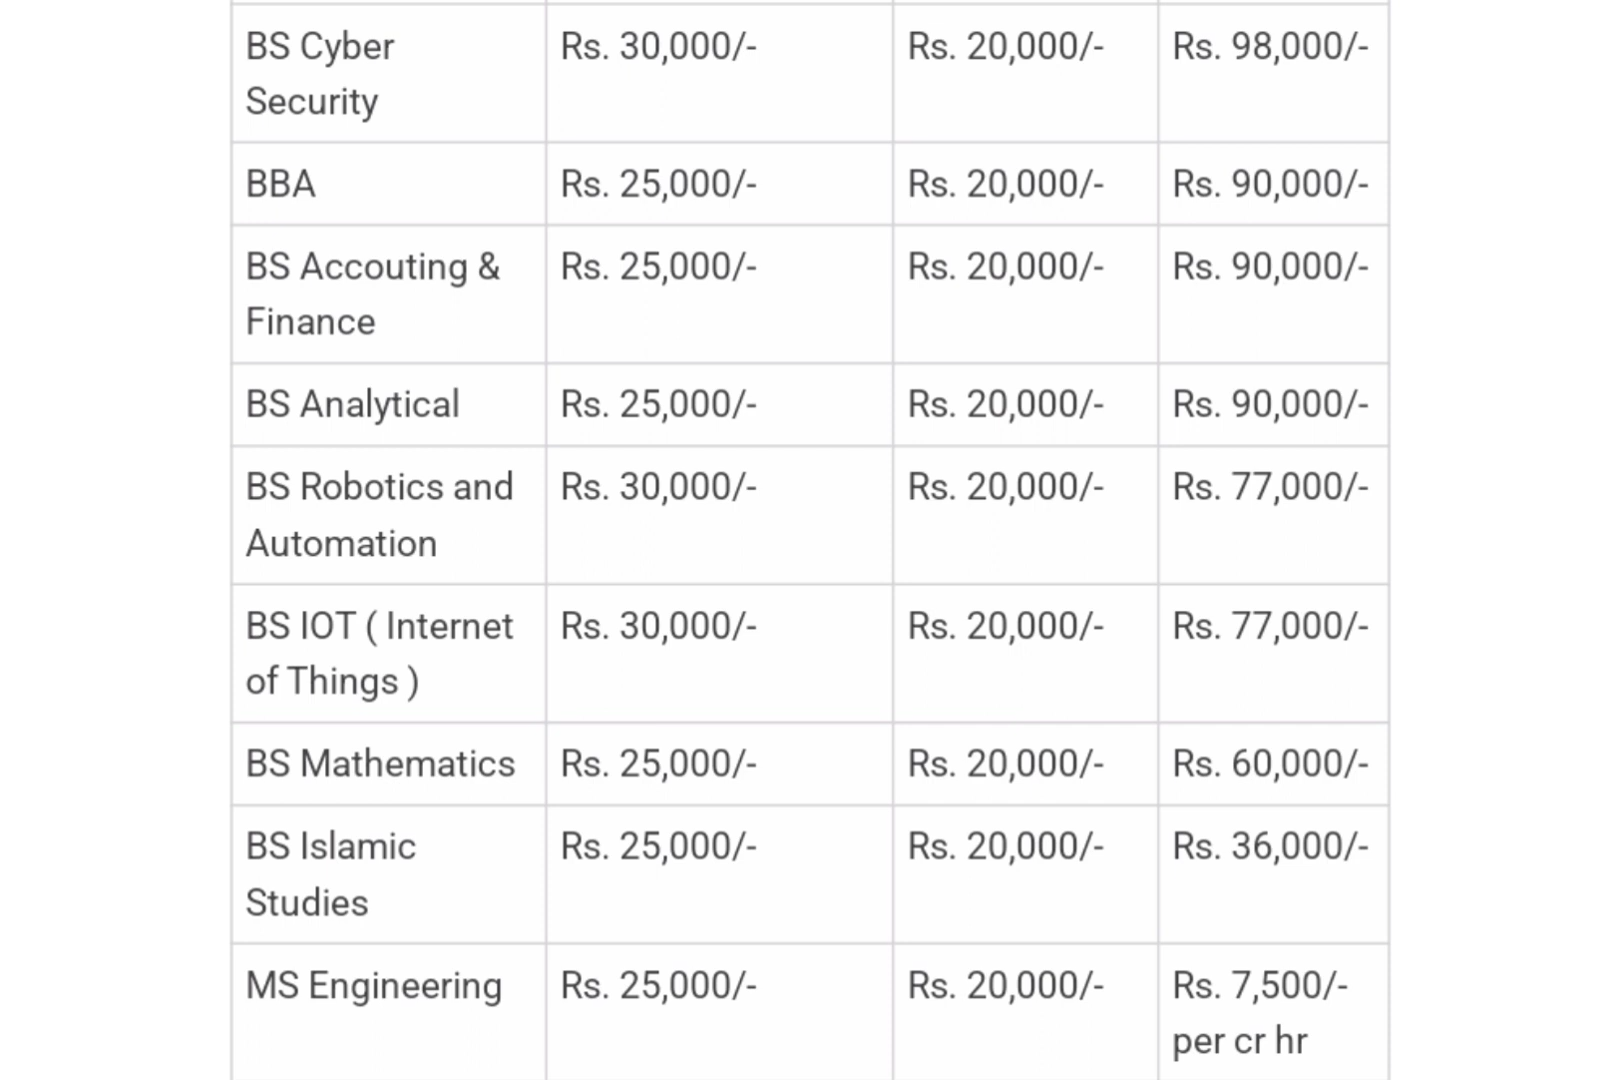 BS Cyber Security Rs. 30,000/- Rs. 20,000/- Rs. 98,000/-
BBA Rs. 25,000/- Rs. 20,000/- Rs. 90,000/-
BS Accouting & Finance Rs. 25,000/- Rs. 20,000/- Rs. 90,000/-
BS Analytical Rs. 25,000/- Rs. 20,000/- Rs. 90,000/-
BS Robotics and Automation Rs. 30,000/- Rs. 20,000/- Rs. 77,000/-
BS IOT ( Internet of Things ) Rs. 30,000/- Rs. 20,000/- Rs. 77,000/-
BS Mathematics Rs. 25,000/- Rs. 20,000/- Rs. 60,000/-
BS Islamic Studies Rs. 25,000/- Rs. 20,000/- Rs. 36,000/-
MS Engineering Rs. 25,000/- Rs. 20,000/- Rs. 7,500/- per cr hr